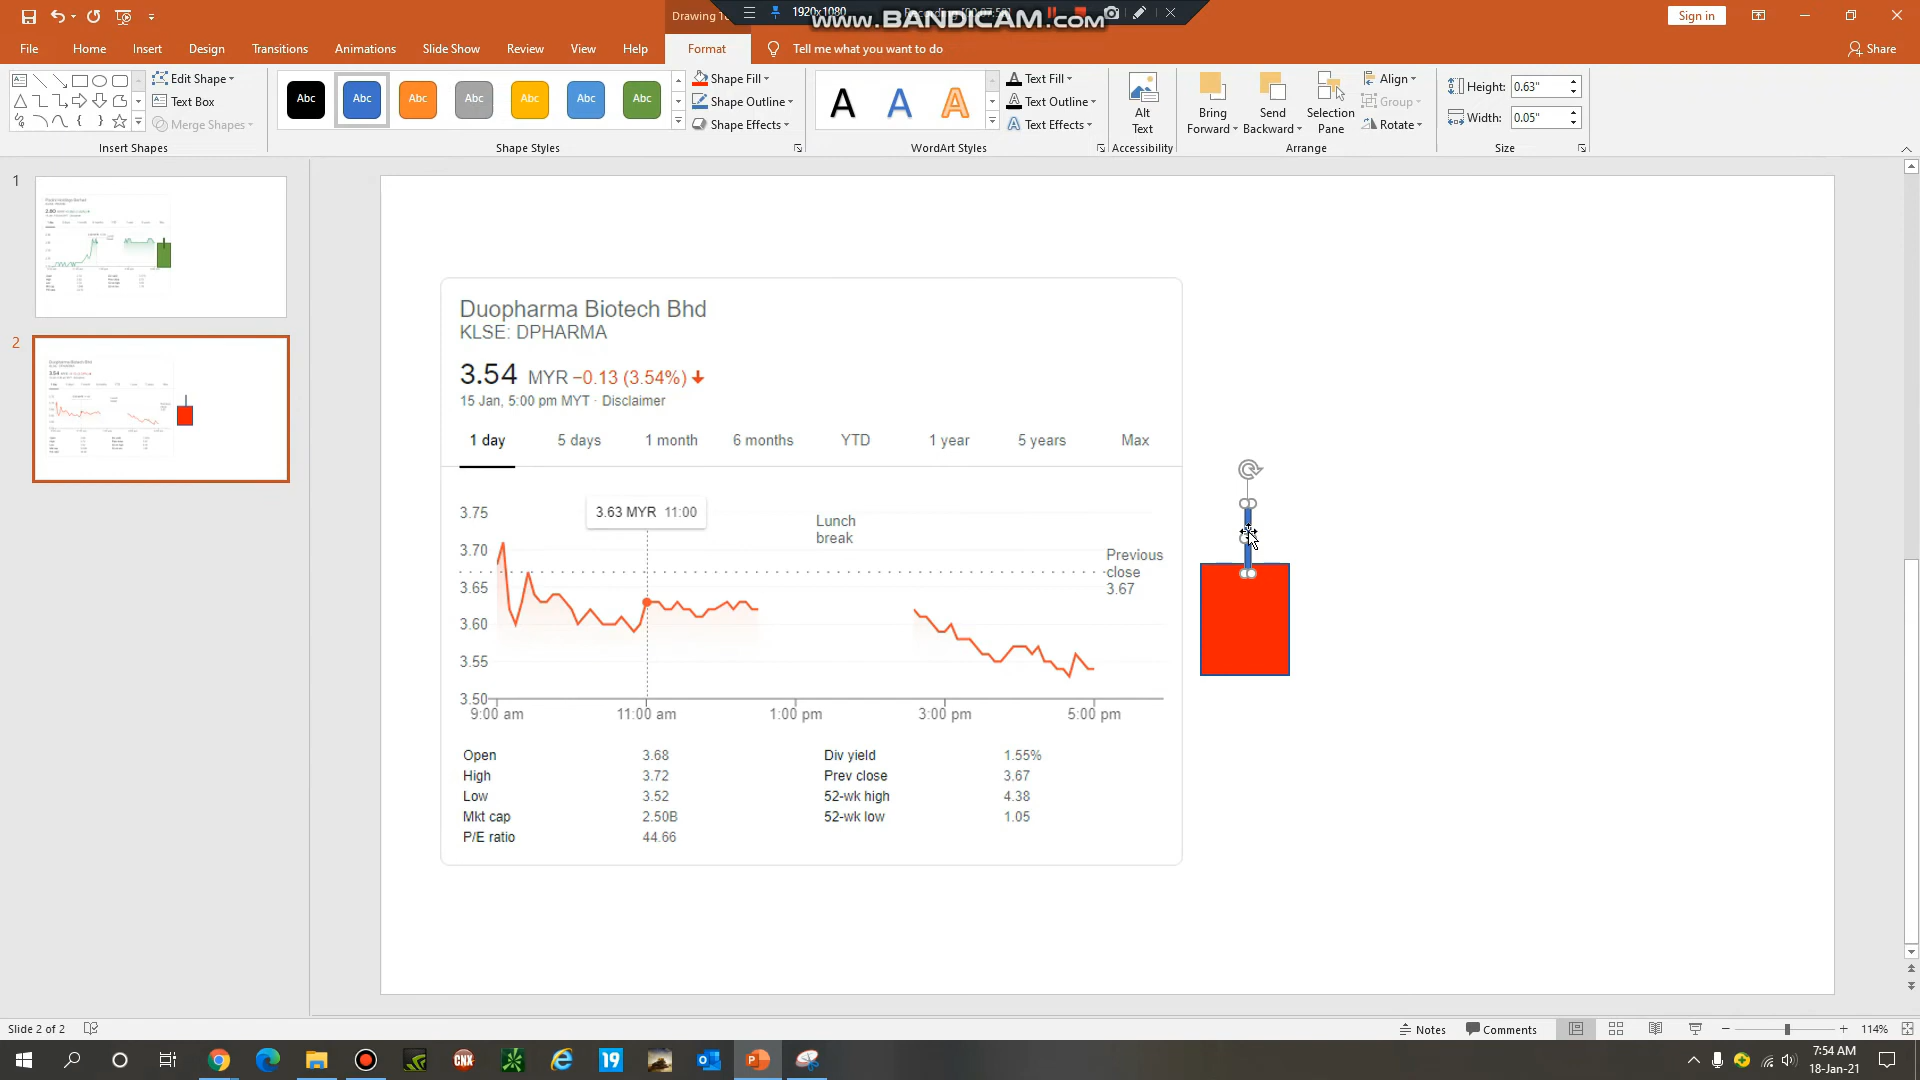 Drawing 1920x1080 Recording
www.BANDICAM.com
Sign in
File Home Insert Design Transitions Animations Slide Show Review View Help Format Tell me what you want to do Share
Edit Shape
Text Box
Merge Shapes
Insert Shapes
Abc Abc Abc Abc Abc Abc Abc
Shape Styles
Shape Fill
Shape Outline
Shape Effects
A A A
WordArt Styles
Text Fill
Text Outline
Text Effects
Alt
Text
Accessibility
Bring
Forward
Send
Backward
Selection
Pane
Align
Group
Rotate
Arrange
Height: 0.63"
Width: 0.05"
Size
1
2
Duopharma Biotech Bhd
KLSE: DPHARMA
3.54 MYR −0.13 (3.54%)
15 Jan, 5:00 pm MYT · Disclaimer
1 day 5 days 1 month 6 months YTD 1 year 5 years Max
3.75
3.70
3.65
3.60
3.55
3.50
3.63 MYR 11:00
Lunch
break
Previous
close
3.67
9:00 am 11:00 am 1:00 pm 3:00 pm 5:00 pm
Open 3.68 Div yield 1.55%
High 3.72 Prev close 3.67
Low 3.52 52-wk high 4.38
Mkt cap 2.50B 52-wk low 1.05
P/E ratio 44.66
Slide 2 of 2 Notes Comments 114%
CNX 19
7:54 AM
18-Jan-21